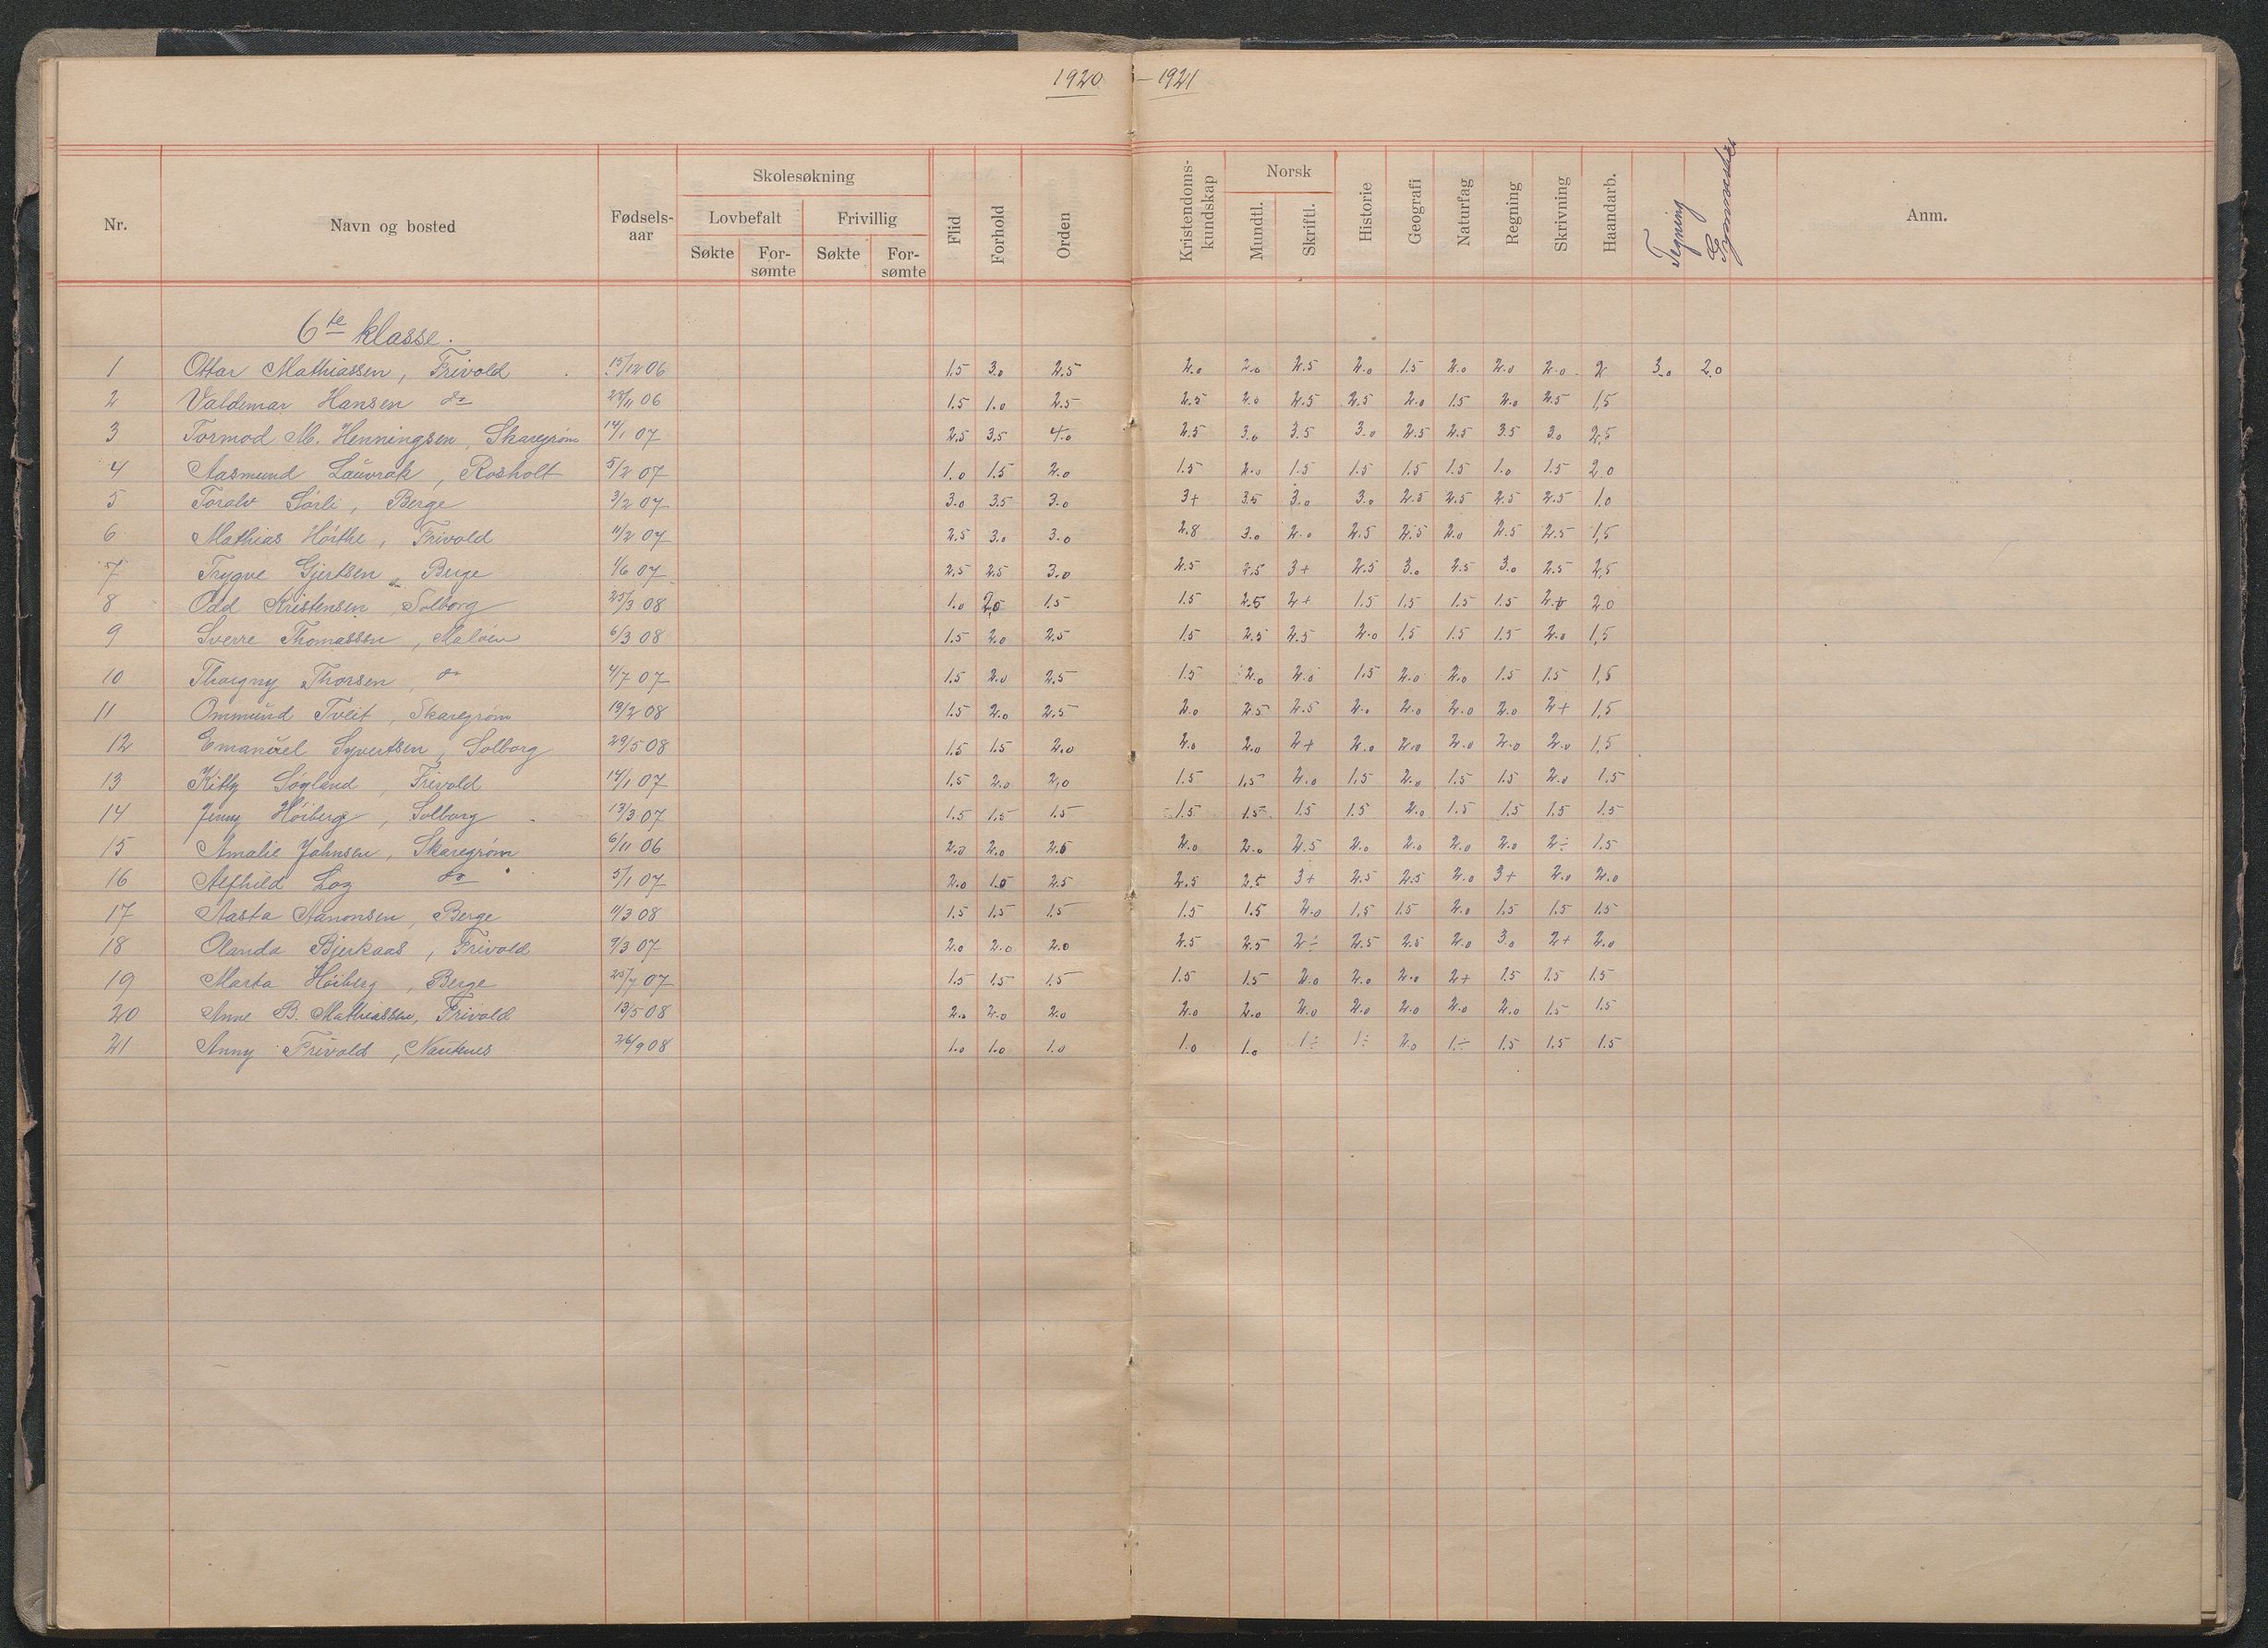 1920 – 1921
Nr. Navn og bosted Fødselsaar Skolesøkning Lovbefalt Søkte Forsømte Frivillig Søkte Forsømte Flid Forhold Orden Kristendomskundskap Norsk Mundtl. Skriftl. Historie Geografi Naturfag Regning Skrivning Haandarb. Tegning Anm.
6te klasse.
1 Ottar Mathiassen, Frivold 15/12 06 1.5 3.0 2.5 2.0 2.0 2.5 2.0 1.5 2.0 2.0 2.0 2 3.0 2.0
2 Valdemar Hansen do 28/11 06 1.5 1.0 2.5 2.5 2.0 2.5 2.5 2.0 1.5 2.0 2.5 1,5
3 Tormod M. Henningsen, Skaregrøm 14/1 07 2.5 3.5 4.0 2.5 3.0 3.5 3.0 2.5 2.5 3.5 3.0 2,5
4 Aasmund Lauvrak, Rosholt 5/2 07 1.0 1.5 2.0 1.5 2.0 1.5 1.5 1.5 1.5 1.0 1.5 2,0
5 Toralv Sørli, Berge 3/2 07 3.0 3.5 3.0 3+ 3.5 3.0 3.0 2.5 2.5 2.5 2.5 1.0
6 Mathias Hørthe, Frivold 11/2 07 2.5 3.0 3.0 2.8 3.0 2.0 2.5 2.5 2.0 2.5 2.5 1,5
7 Trygve Gjertsen, Berge 1/6 07 2.5 2.5 3.0 2.5 2.5 3+ 2.5 3.0 2.5 3.0 2.5 2,5
8 Odd Kristensen, Solborg 25/3 08 1.0 2,0 1.5 1.5 2.5 2+ 1.5 1.5 1.5 1.5 2+ 2.0
9 Sverre Thomassen, Maløen 6/3 08 1.5 2.0 2.5 1.5 2.5 2.5 2.0 1.5 1.5 1.5 2.0 1,5
10 Thorgny Thorsen, do 4/7 07 1.5 2.0 2.5 1.5 2.0 2.0 1.5 2.0 2.0 1.5 1.5 1,5
11 Ommund Tveit, Skaregrøm 19/2 08 1.5 2.0 2.5 2.0 2.5 2.5 2.0 2.0 2.0 2.0 2+ 1,5
12 Emanuel Syvertsen, Solborg 29/5 08 1.5 1.5 2.0 2.0 2.0 2+ 2.0 2.0 2.0 2.0 2.0 1,5
13 Kitty Søgland, Frivold 14/1 07 1.5 2.0 2,0 1.5 1.5 2.0 1.5 2.0 1.5 1.5 2.0 1.5
14 Jenny Høiberg, Solborg 13/3 07 1.5 1.5 1.5 1.5 1.5 1.5 1.5 2.0 1.5 1.5 1.5 1.5
15 Amalie Johnsen, Skaregrøm 6/11 06 2.0 2.0 2.5 2.0 2.0 2.5 2.0 2.0 2.0 2.0 2÷ 1.5
16 Alfhild Log do 5/1 07 2.0 1.5 2.5 2.5 2.5 3+ 2.5 2.5 2.0 3+ 2.0 2.0
17 Aasta Aanonsen, Berge 11/3 08 1.5 1.5 1.5 1.5 1.5 2.0 1.5 1.5 2.0 1.5 1.5 1.5
18 Olanda Bjerkaas, Frivold 9/3 07 2.0 2.0 2.0 2.5 2.5 2÷ 2.5 2.5 2.0 3.0 2+ 2.0
19 Marta Høiberg, Berge 25/7 07 1.5 1.5 1.5 1.5 1.5 2.0 2.0 2.0 2+ 1.5 1.5 1.5
20 Anne B. Mathiassen, Frivold 13/5 08 2.0 2.0 2.0 2.0 2.0 2.0 2.0 2.0 2.0 2.0 1.5 1.5
21 Anny Frivold, 26/9 08 1.0 1.0 1.0 1.0 1.0 1÷ 1÷ 2.0 1÷ 1.5 1.5 1.5